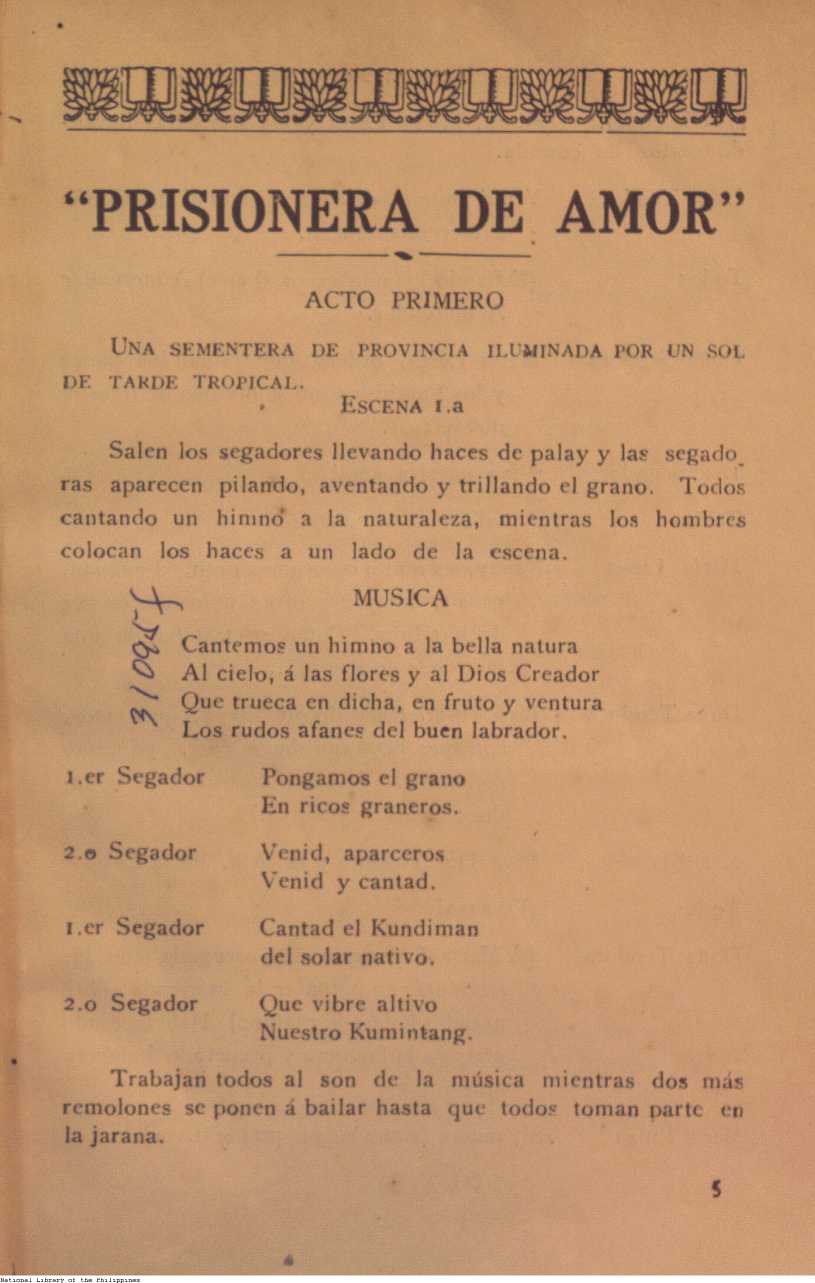 "PRISIONERA DE AMOR"
ACTO PRIMERO
UNA SEMENTERA DE PROVINCIA ILUMINADA POR UN SOL
DE TARDE TROPICAL.
ESCENA 1.a
Salen los segadores llevando haces de palay y las segado-
ras aparecen pilando, aventando y trillando el grano. Todos
cantando un himno a la naturaleza, mientras los hombres
colocan los haces a un lado de la escena.
MUSICA
Cantemos un himno a la bella natura
Al cielo, á las flores y al Dios Creador
Que trueca en dicha, en fruto y ventura
Los rudos afanes del buen labrador.
1.er Segador Pongamos el grano
En ricos graneros.
2.o Segador Venid, aparceros
Venid y cantad.
1.er Segador Cantad el Kundiman
del solar nativo.
2.o Segador Que vibre altivo
Nuestro Kumintang.
Trabajan todos al son de la música mientras dos más
remolones se ponen á bailar hasta que todos toman parte en
la jarana.
5
National Library of the Philippines